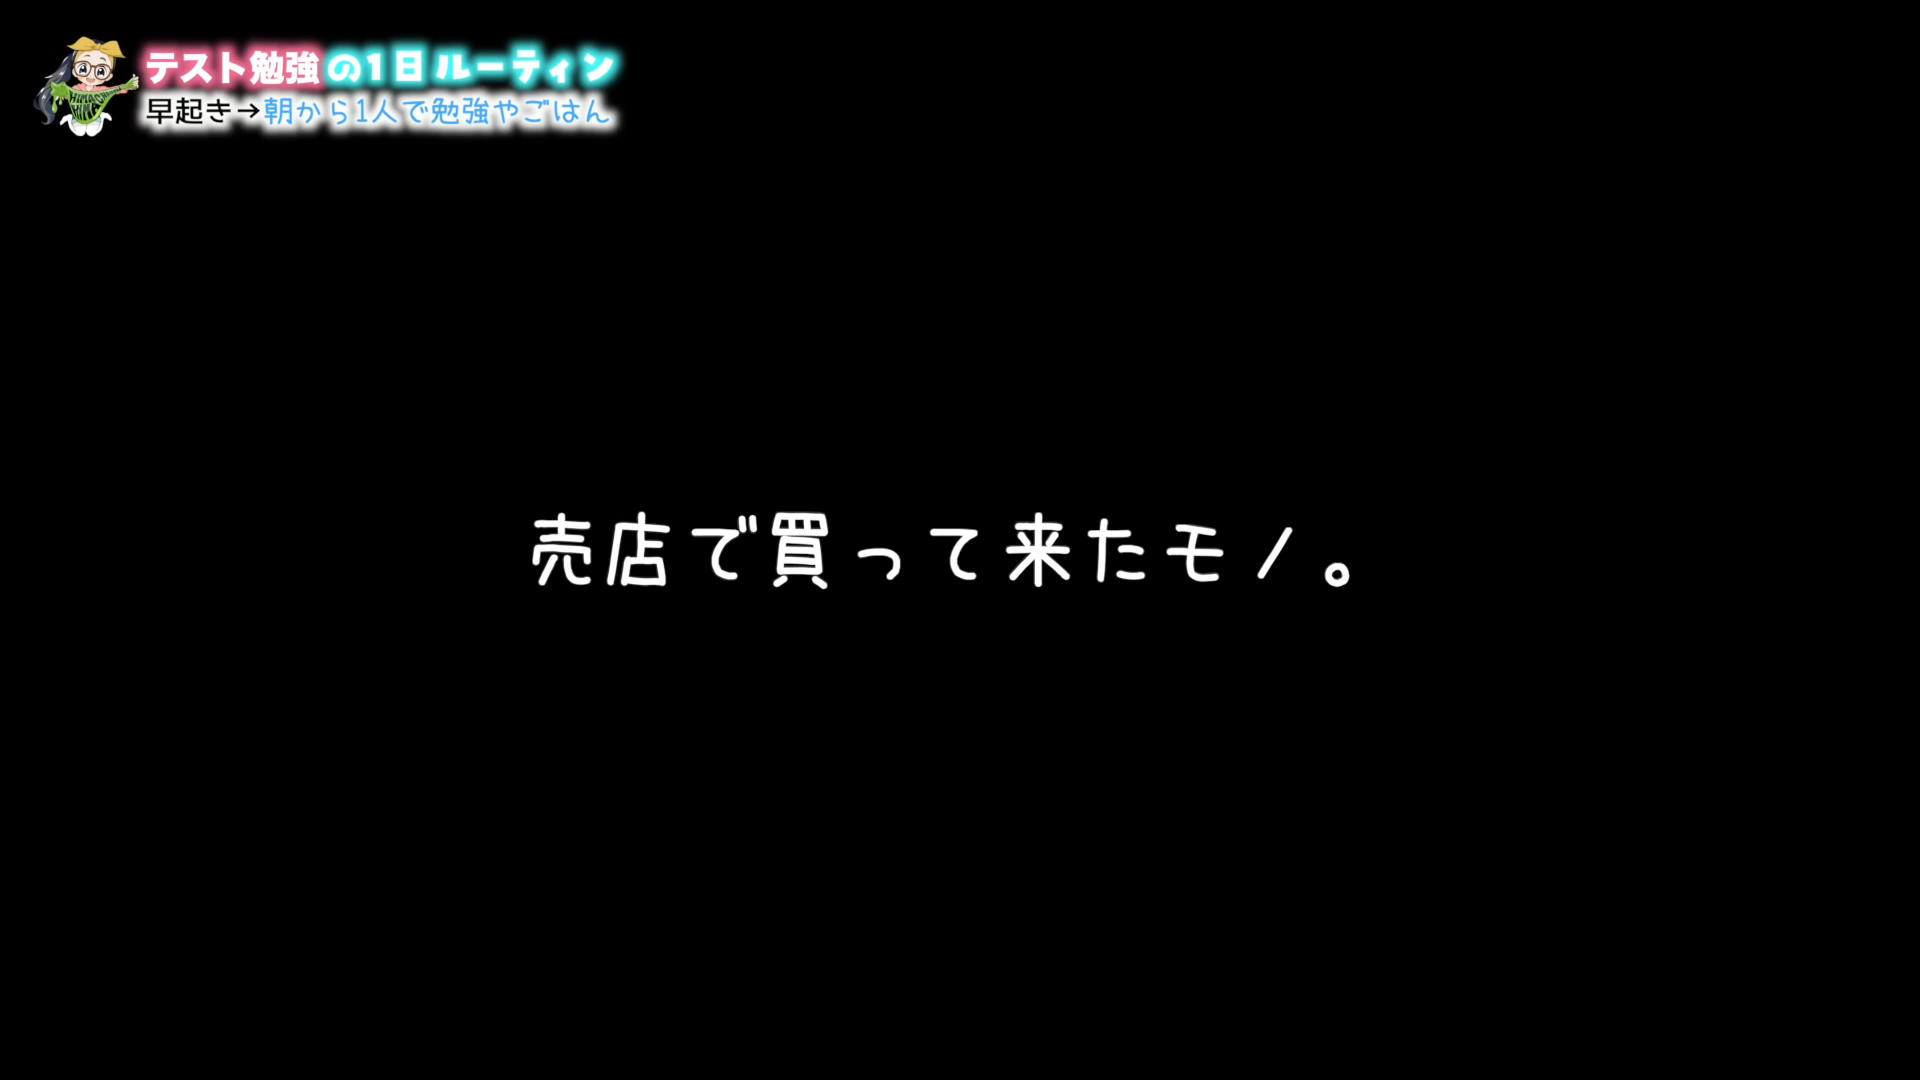 テスト勉強の1日ルーティン
早起き→朝から1人で勉強やごはん
売店で買って来たモノ。